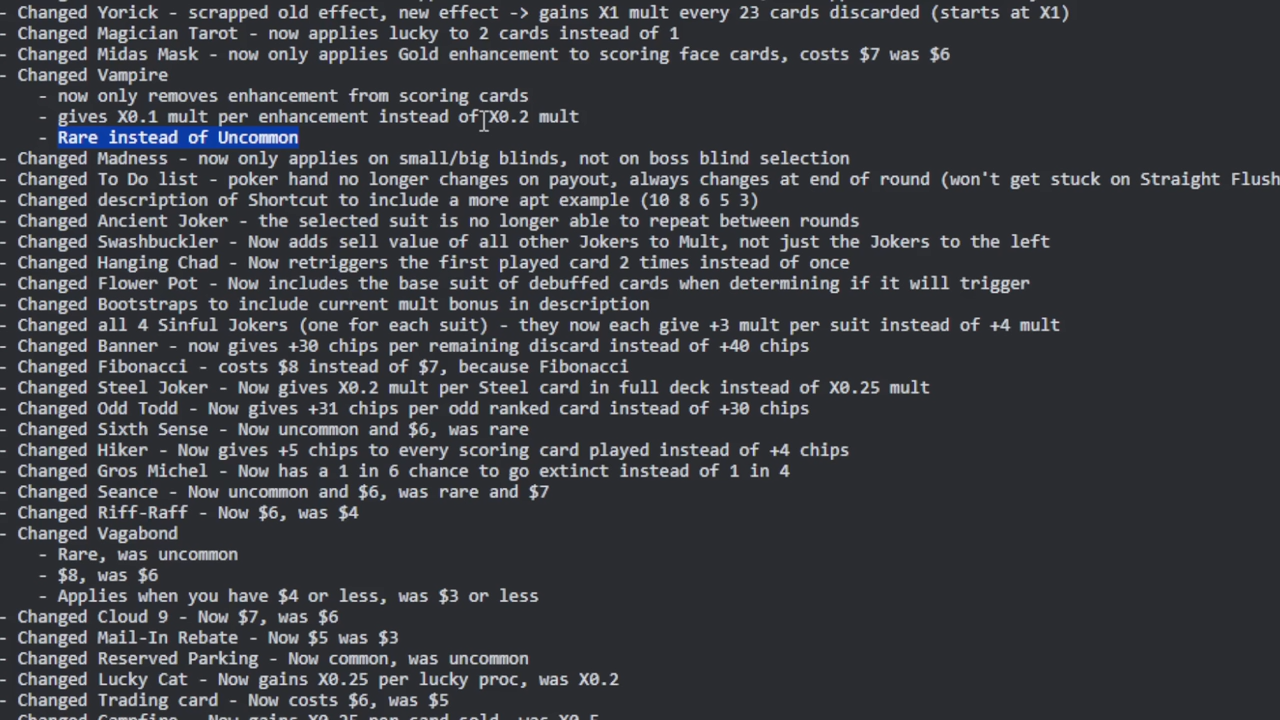 - Changed Yorick - scrapped old effect, new effect -> gains X1 mult every 23 cards discarded (starts at X1)
- Changed Magician Tarot - now applies lucky to 2 cards instead of 1
- Changed Midas Mask - now only applies Gold enhancement to scoring face cards, costs $7 was $6
- Changed Vampire
- now only removes enhancement from scoring cards
- gives X0.1 mult per enhancement instead of X0.2 mult
- Rare instead of Uncommon
- Changed Madness - now only applies on small/big blinds, not on boss blind selection
- Changed To Do list - poker hand no longer changes on payout, always changes at end of round (won't get stuck on Straight Flush
- Changed description of Shortcut to include a more apt example (10 8 6 5 3)
- Changed Ancient Joker - the selected suit is no longer able to repeat between rounds
- Changed Swashbuckler - Now adds sell value of all other Jokers to Mult, not just the Jokers to the left
- Changed Hanging Chad - Now retriggers the first played card 2 times instead of once
- Changed Flower Pot - Now includes the base suit of debuffed cards when determining if it will trigger
- Changed Bootstraps to include current mult bonus in description
- Changed all 4 Sinful Jokers (one for each suit) - they now each give +3 mult per suit instead of +4 mult
- Changed Banner - now gives +30 chips per remaining discard instead of +40 chips
- Changed Fibonacci - costs $8 instead of $7, because Fibonacci
- Changed Steel Joker - Now gives X0.2 mult per Steel card in full deck instead of X0.25 mult
- Changed Odd Todd - Now gives +31 chips per odd ranked card instead of +30 chips
- Changed Sixth Sense - Now uncommon and $6, was rare
- Changed Hiker - Now gives +5 chips to every scoring card played instead of +4 chips
- Changed Gros Michel - Now has a 1 in 6 chance to go extinct instead of 1 in 4
- Changed Seance - Now uncommon and $6, was rare and $7
- Changed Riff-Raff - Now $6, was $4
- Changed Vagabond
- Rare, was uncommon
- $8, was $6
- Applies when you have $4 or less, was $3 or less
- Changed Cloud 9 - Now $7, was $6
- Changed Mail-In Rebate - Now $5 was $3
- Changed Reserved Parking - Now common, was uncommon
- Changed Lucky Cat - Now gains X0.25 per lucky proc, was X0.2
- Changed Trading card - Now costs $6, was $5
- Changed Campfire - Now gains X0.25 per card sold, was X0.5